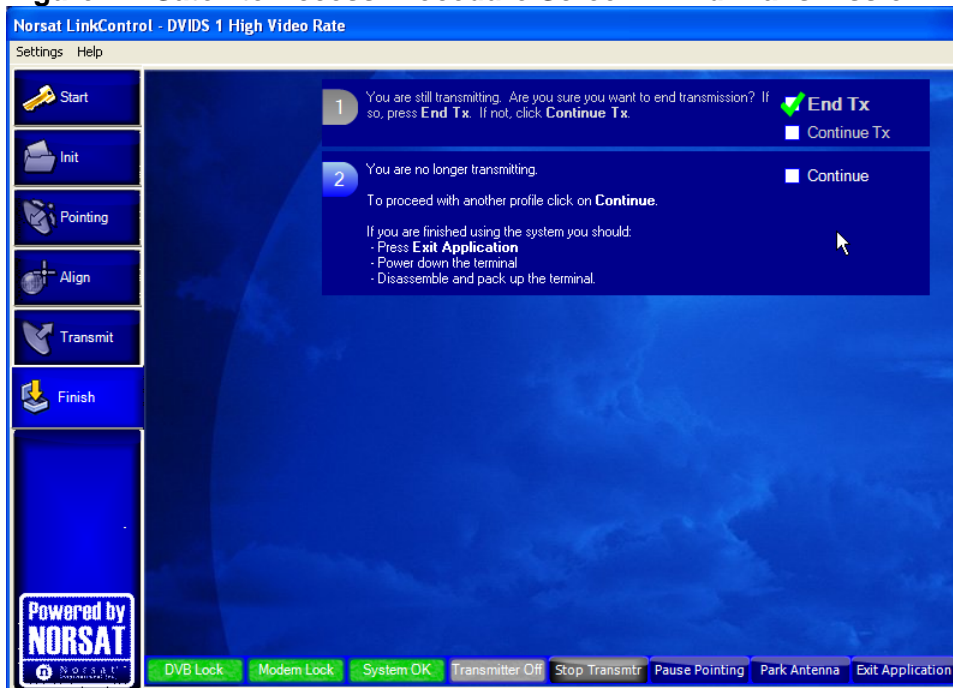 Norsat LinkControl - DVIDS 1 High Video Rate
Settings Help
Start
Init
Pointing
Align
Transmit
Finish
1
You are still transmitting. Are you sure you want to end transmission? If
so, press End Tx. If not, click Continue Tx.
End Tx
Continue Tx
2
You are no longer transmitting.
To proceed with another profile click on Continue.
If you are finished using the system you should:
- Press Exit Application
- Power down the terminal
- Disassemble and pack up the terminal.
Continue
Powered by
NORSAT
n Norsat
DVB Lock Modem Lock System OK Transmitter Off Stop Transmtr Pause Pointing Park Antenna Exit Application